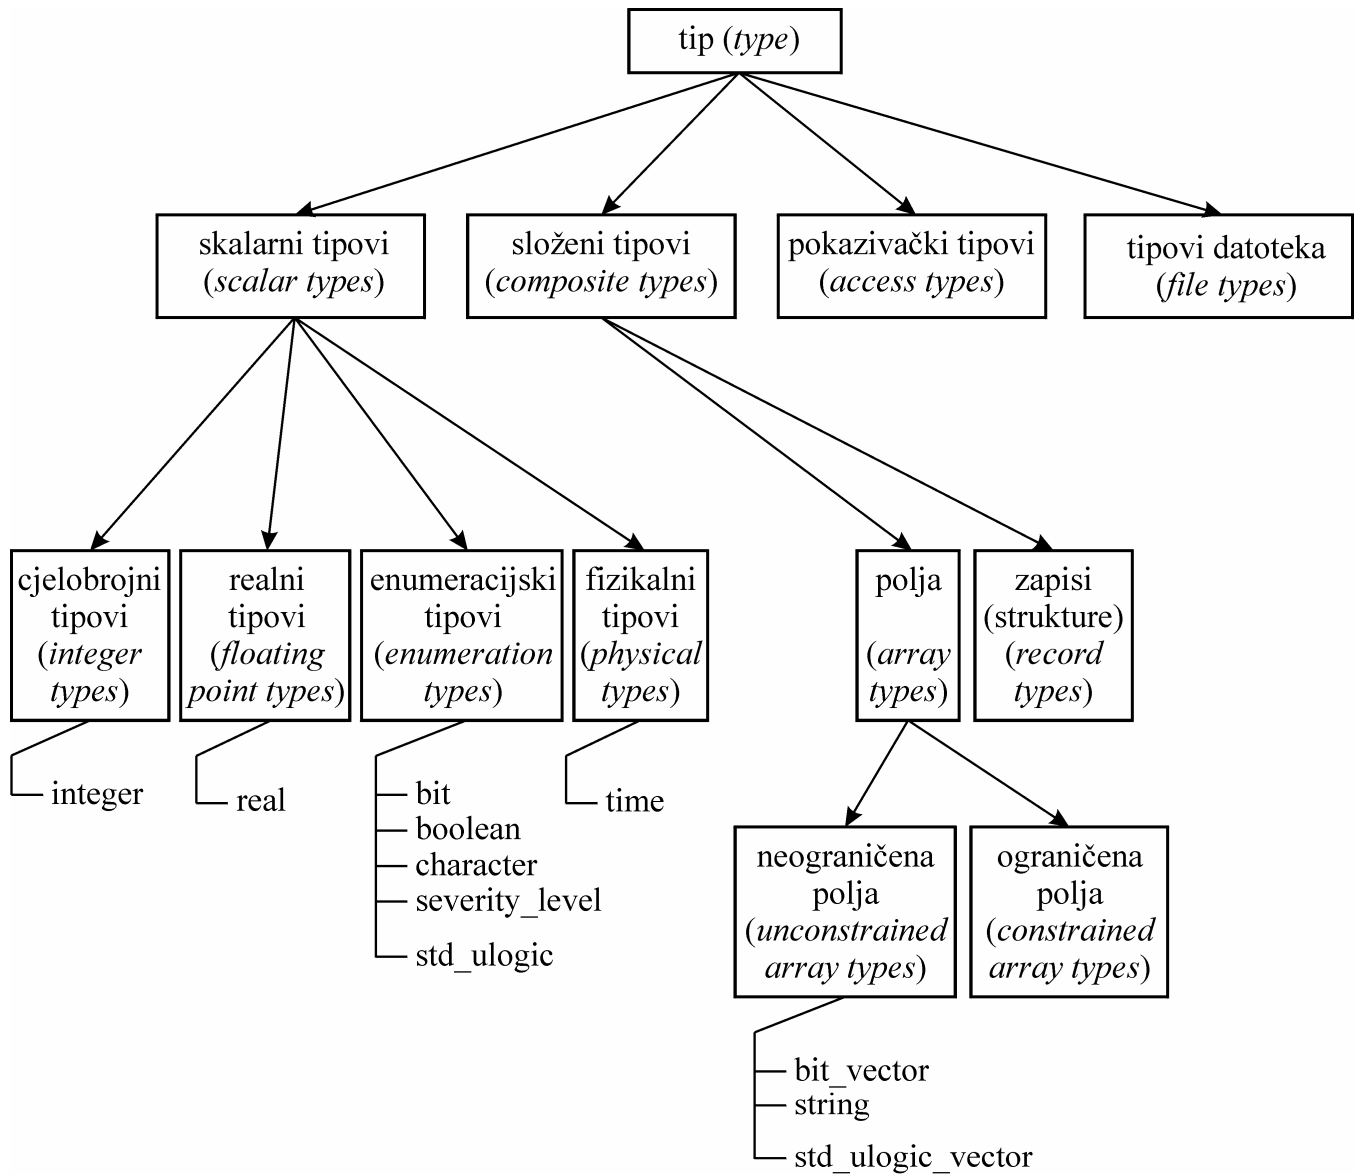 tip (type)
skalarni tipovi
(scalar types)
složeni tipovi
(composite types)
pokazivački tipovi
(access types)
tipovi datoteka
(file types)
cjelobrojni
tipovi
(integer
types)
realni
tipovi
(floating
point types)
enumeracijski
tipovi
(enumeration
types)
fizikalni
tipovi
(physical
types)
polja
(array
types)
zapisi
(strukture)
(record
types)
integer
real
bit
boolean
character
severity_level
std_ulogic
time
neograničena
polja
(unconstrained
array types)
ograničena
polja
(constrained
array types)
bit_vector
string
std_ulogic_vector